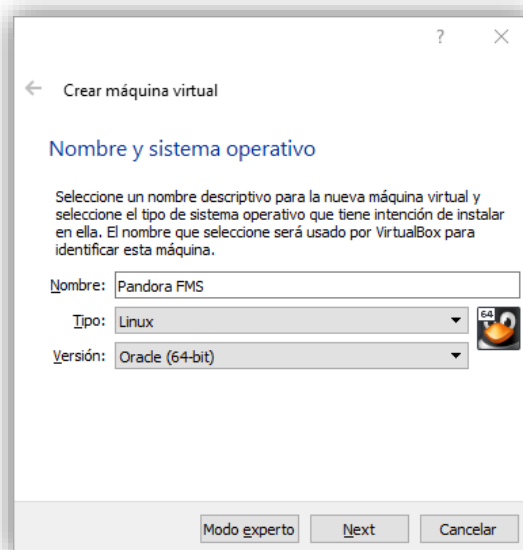 ?
Crear máquina virtual
Nombre y sistema operativo
Seleccione un nombre descriptivo para la nueva máquina virtual y
seleccione el tipo de sistema operativo que tiene intención de instalar
en ella. El nombre que seleccione será usado por VirtualBox para
identificar esta máquina.
Nombre: Pandora FMS
Tipo: Linux
64
Versión: Oracle (64-bit)
Modo experto Next Cancelar